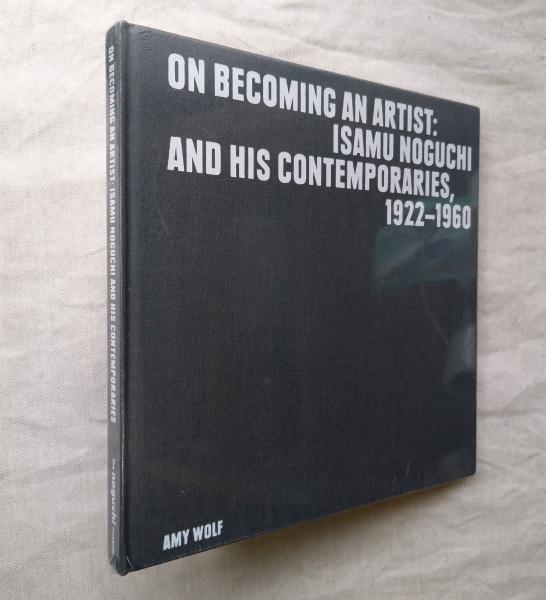 ON BECOMING AN ARTIST:
ISAMU NOGUCHI
AND HIS CONTEMPORARIES,
1922–1960
AMY WOLF
ON BECOMING AN ARTIST: ISAMU NOGUCHI AND HIS CONTEMPORARIES
noguchi